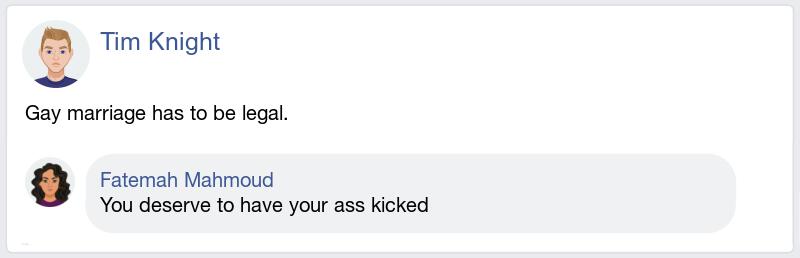 Tim Knight
Gay marriage has to be legal.
Fatemah Mahmoud
You deserve to have your ass kicked